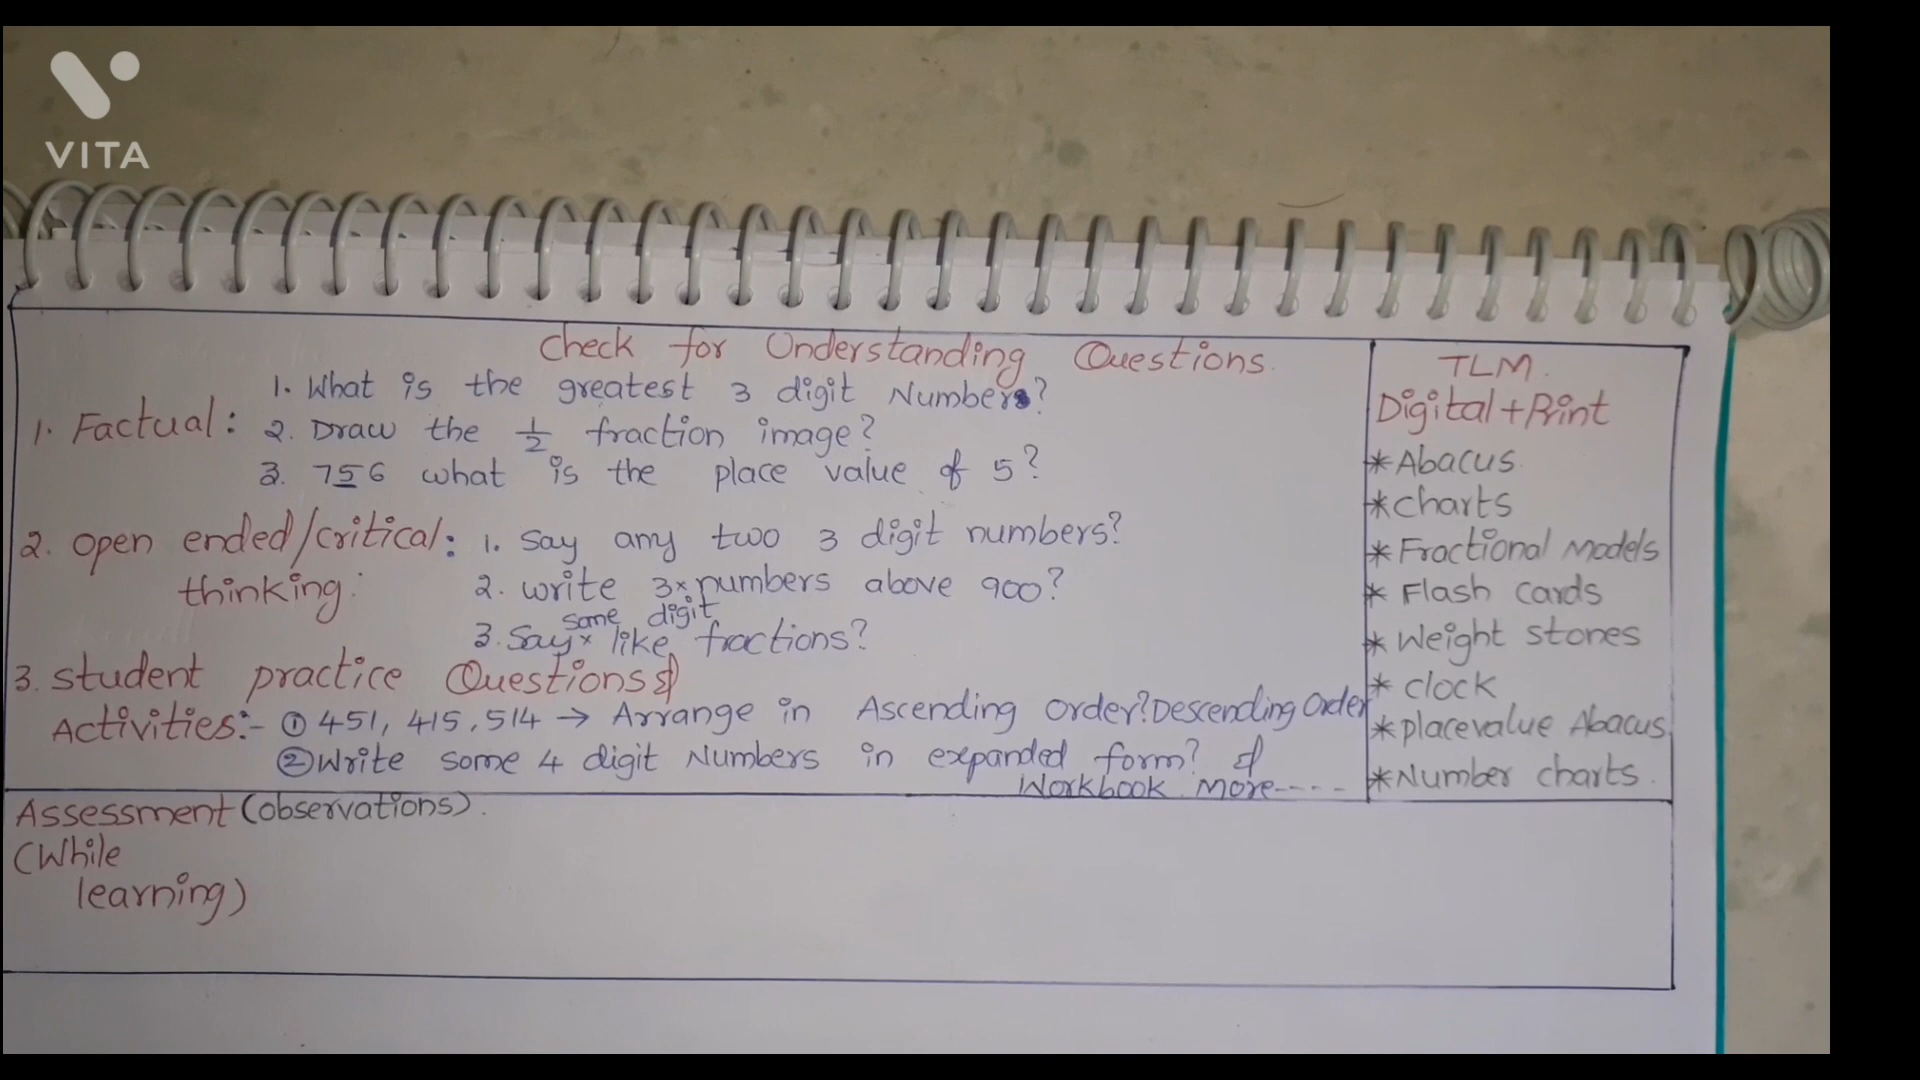 VITA
Check for Understanding Questions.
1. Factual: 1. What is the greatest 3 digit Number?
2. Draw the 1/2 fraction image?
3. 756 what is the place value of 5?
2. Open ended/critical: 1. Say any two 3 digit numbers?
thinking: 2. write 3 digit numbers above 900?
3. Say some like fractions?
3. Student practice Questions &
Activities:- ① 451, 415, 514 → Arrange in Ascending Order? Descending Order
② Write some 4 digit Numbers in expanded form? &
Workbook more----
TLM.
Digital + Print
* Abacus
* charts
* Fractional Models
* Flash cards
* Weight stones
* clock
* placevalue Abacus
* Number charts.
Assessment (observations).
(While
learning)